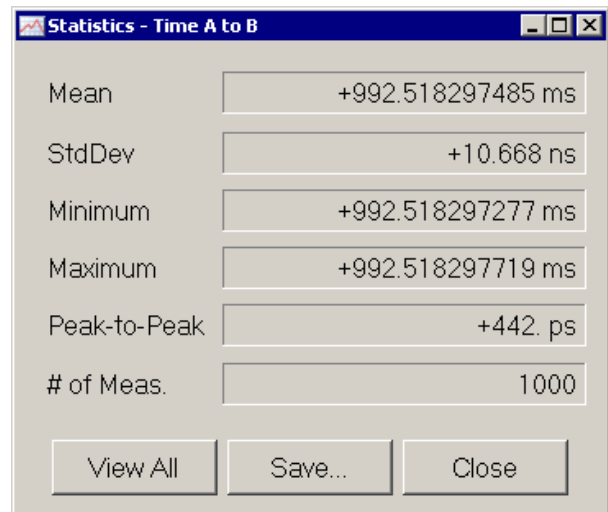 Statistics - Time A to B
Mean +992.518297485 ms
StdDev +10.668 ns
Minimum +992.518297277 ms
Maximum +992.518297719 ms
Peak-to-Peak +442. ps
# of Meas. 1000
View All Save... Close